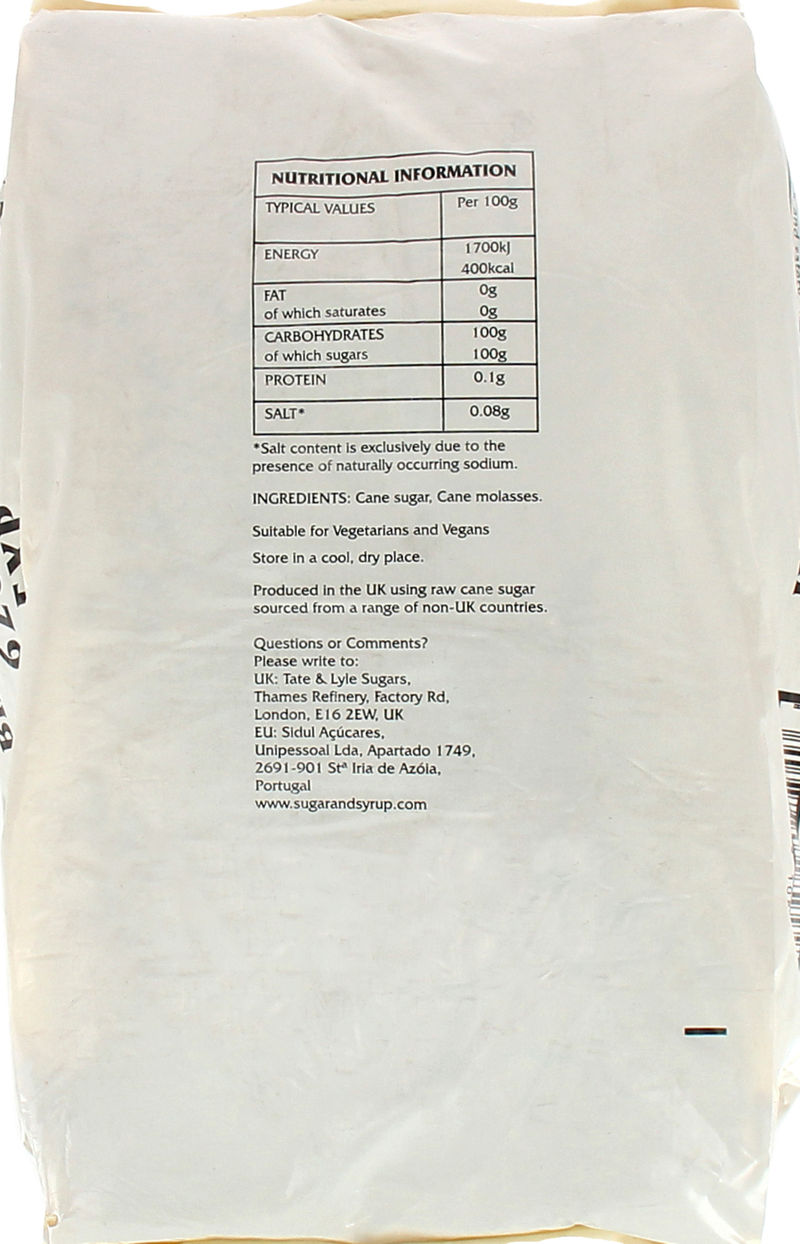 NUTRITIONAL INFORMATION
TYPICAL VALUES Per 100g
ENERGY 1700kJ
400kcal
FAT 0g
of which saturates 0g
CARBOHYDRATES 100g
of which sugars 100g
PROTEIN 0.1g
SALT* 0.08g
*Salt content is exclusively due to the
presence of naturally occurring sodium.
INGREDIENTS: Cane sugar, Cane molasses.
Suitable for Vegetarians and Vegans
Store in a cool, dry place.
Produced in the UK using raw cane sugar
sourced from a range of non-UK countries.
Questions or Comments?
Please write to:
UK: Tate & Lyle Sugars,
Thames Refinery, Factory Rd,
London, E16 2EW, UK
EU: Sidul Açúcares,
Unipessoal Lda, Apartado 1749,
2691-901 Stª Iria de Azóia,
Portugal
www.sugarandsyrup.com